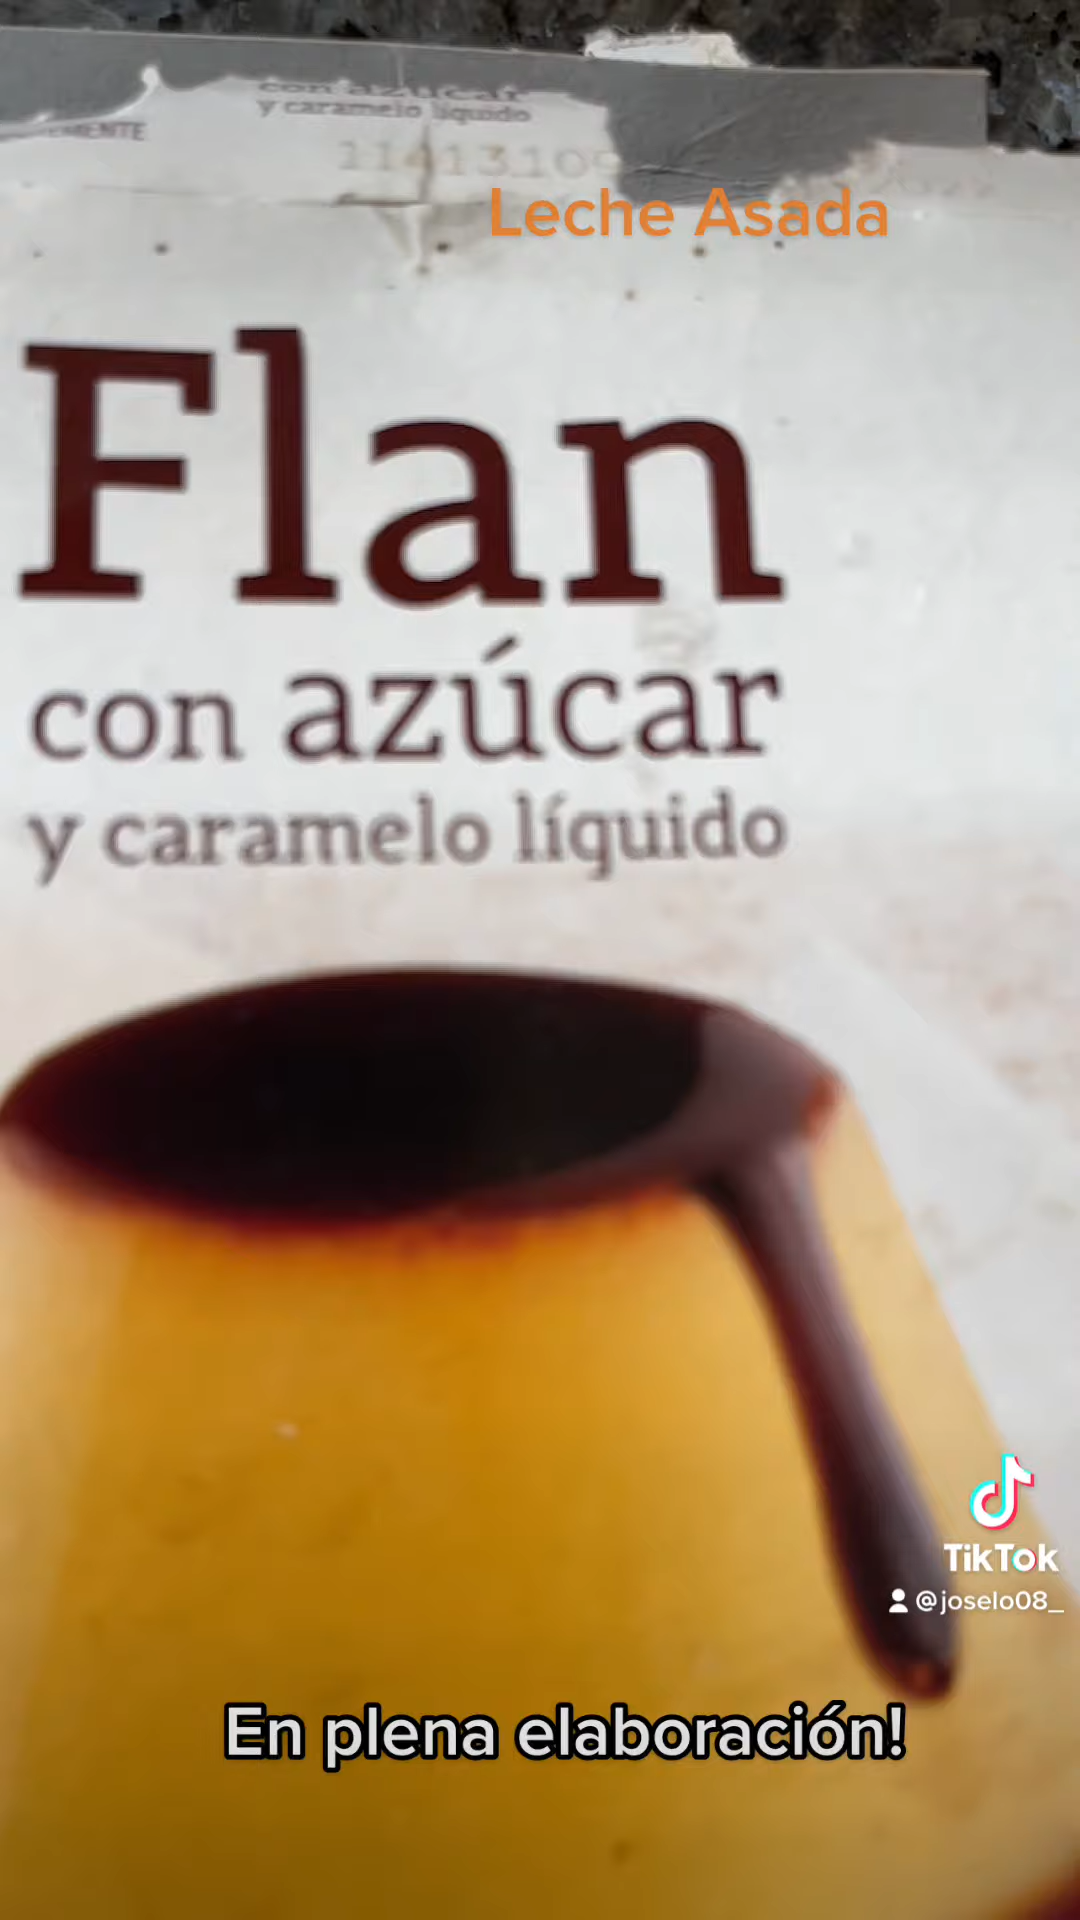 con azúcar
y caramelo líquido
Leche Asada
Flan
con azúcar
y caramelo líquido
TikTok
@joselo08_
En plena elaboración!